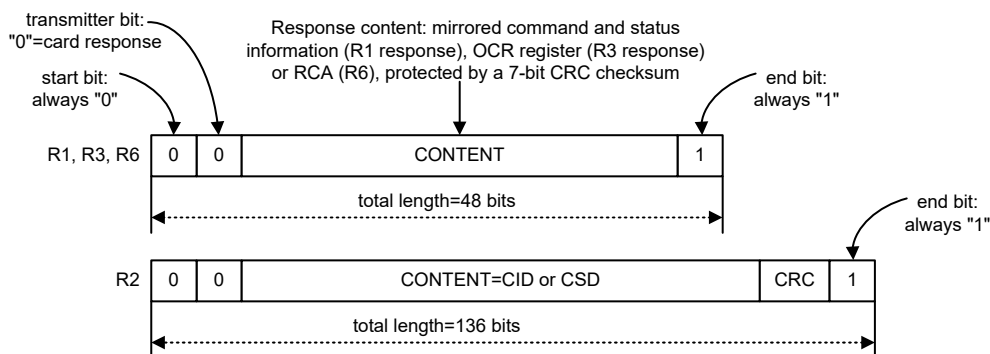 transmitter bit:
"0"=card response
Response content: mirrored command and status
information (R1 response), OCR register (R3 response)
or RCA (R6), protected by a 7-bit CRC checksum
start bit:
always "0"
end bit:
always "1"
R1, R3, R6 0 0 CONTENT 1
total length=48 bits
end bit:
always "1"
R2 0 0 CONTENT=CID or CSD CRC 1
total length=136 bits